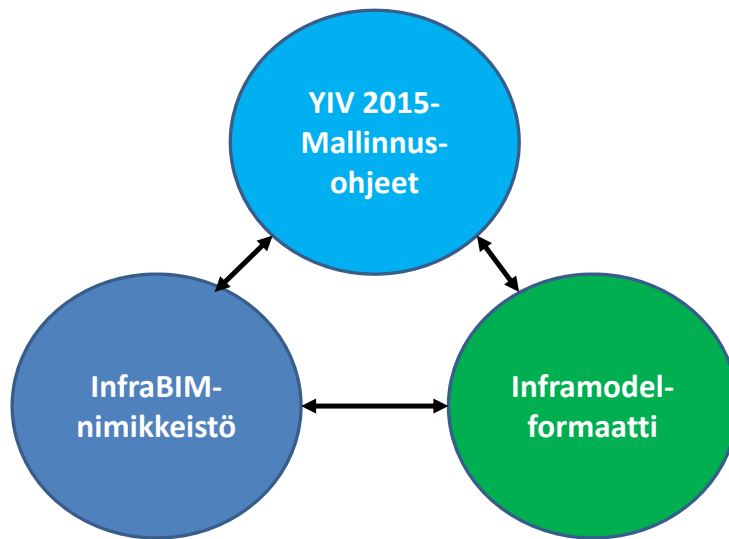 YIV 2015-
Mallinnus-
ohjeet
InfraBIM-
nimikkeistö
Inframodel-
formaatti